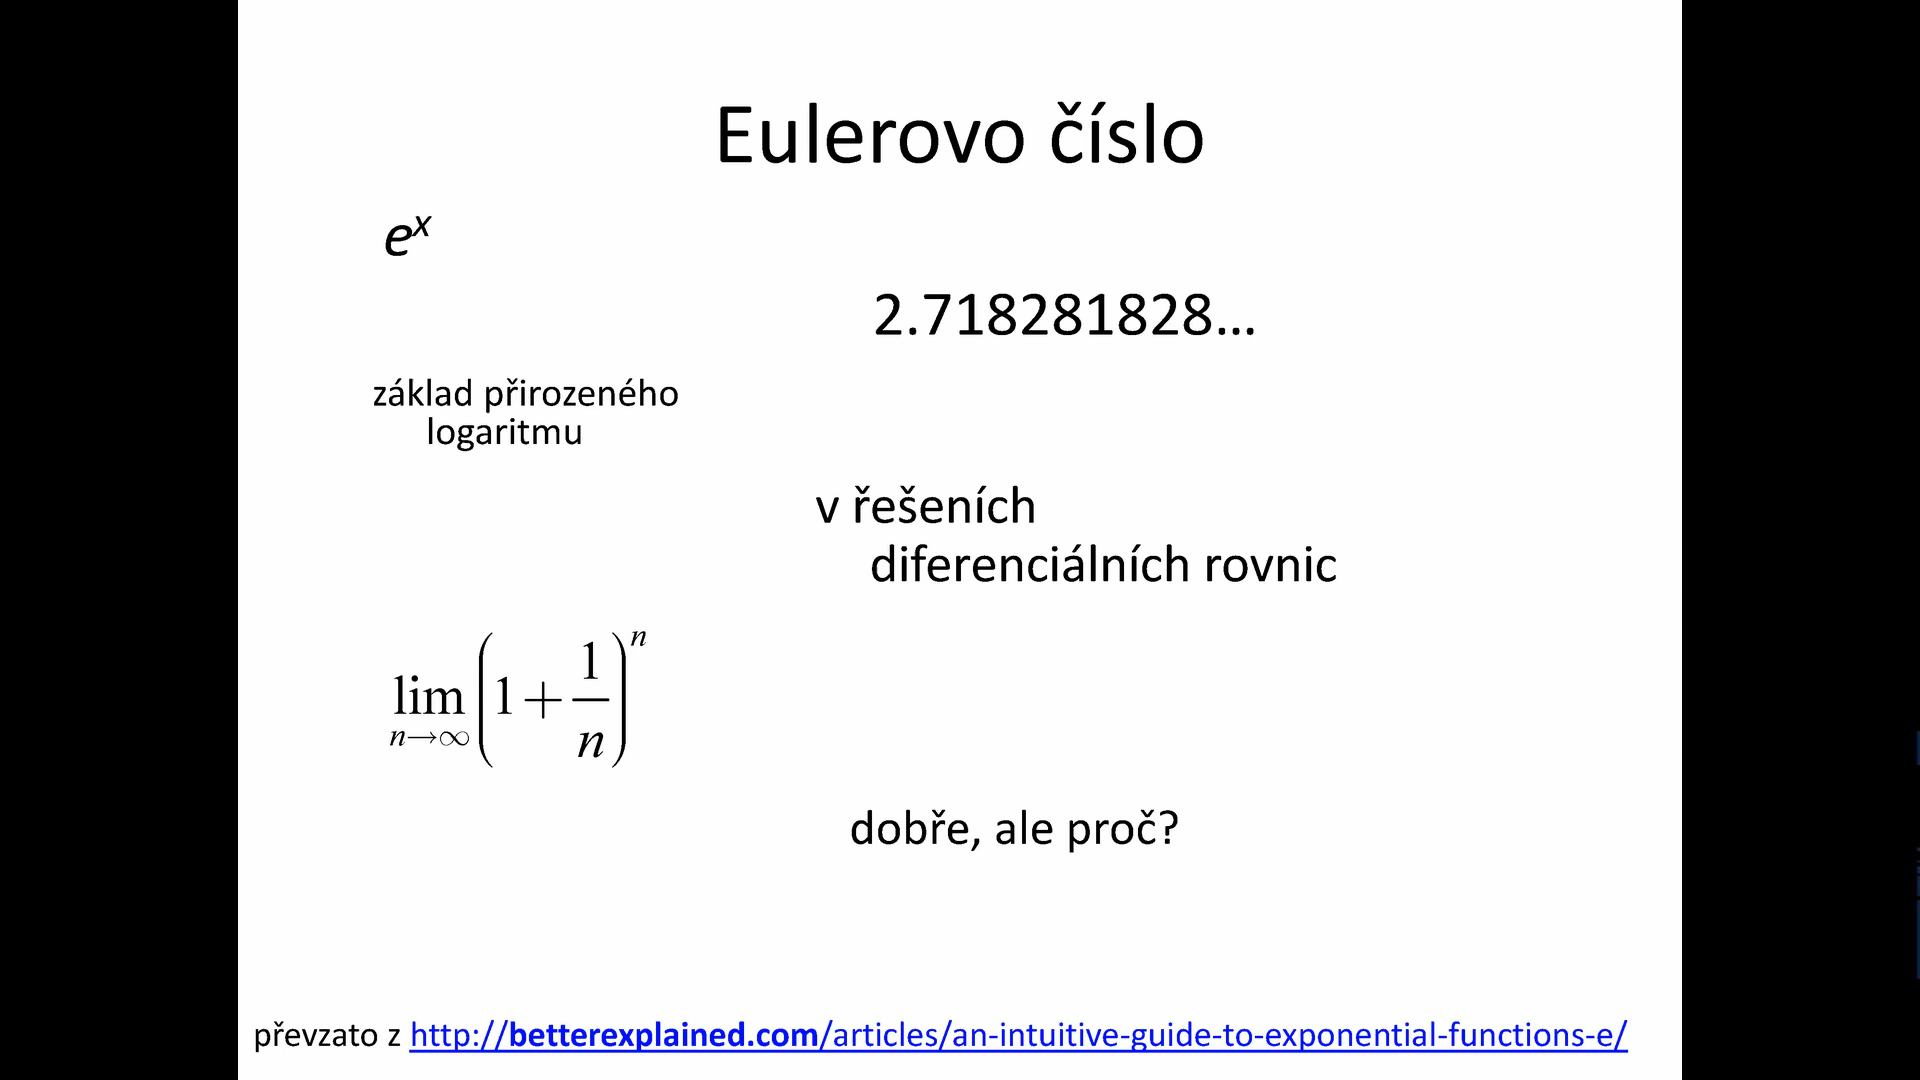 Eulerovo číslo
eˣ
2.718281828…
základ přirozeného
logaritmu
v řešeních
diferenciálních rovnic
lim n→∞ (1 + 1/n)ⁿ
dobře, ale proč?
převzato z http://betterexplained.com/articles/an-intuitive-guide-to-exponential-functions-e/